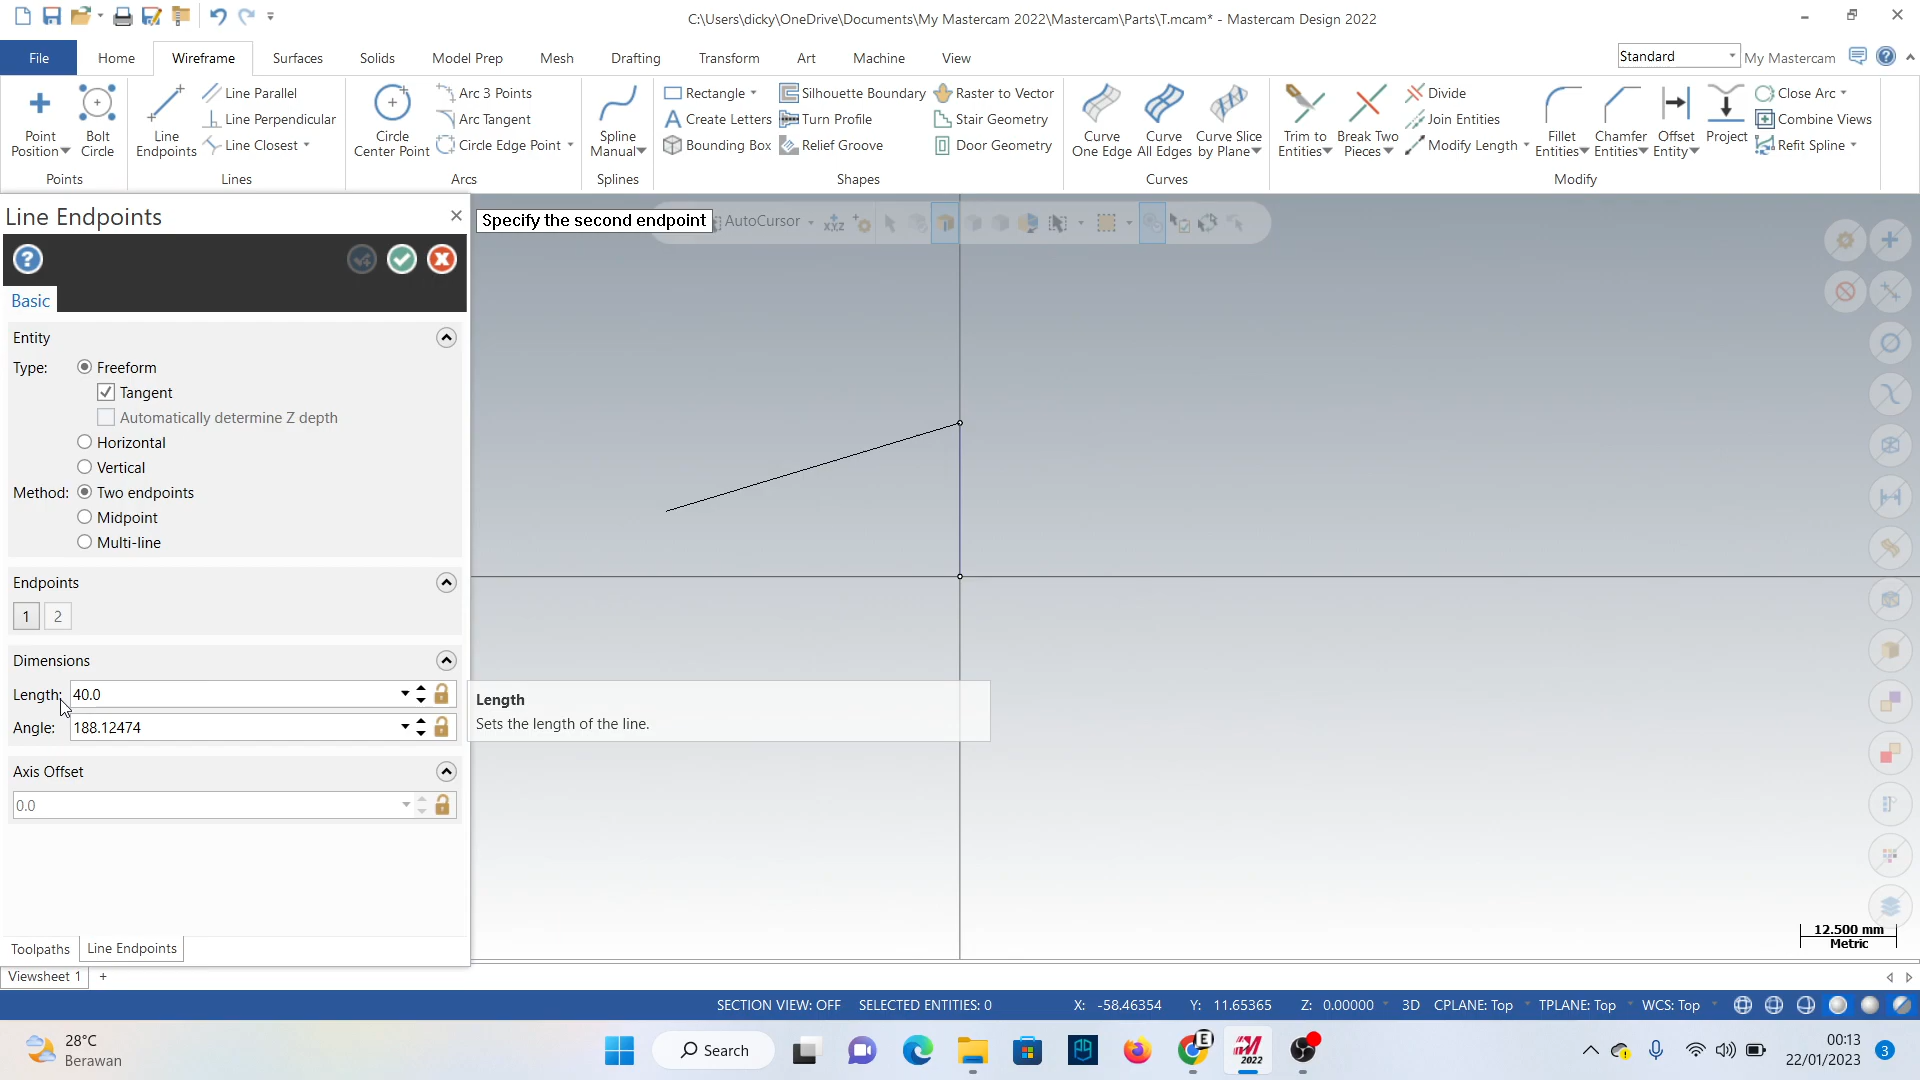 C:\Users\dicky\OneDrive\Documents\My Mastercam 2022\Mastercam\Parts\T.mcam* - Mastercam Design 2022
File Home Wireframe Surfaces Solids Model Prep Mesh Drafting Transform Art Machine View Standard My Mastercam
Point Position
Bolt Circle
Points
Line Endpoints
Line Parallel
Line Perpendicular
Line Closest
Lines
Circle Center Point
Arc 3 Points
Arc Tangent
Circle Edge Point
Arcs
Spline Manual
Splines
Rectangle
Create Letters
Bounding Box
Silhouette Boundary
Turn Profile
Relief Groove
Raster to Vector
Stair Geometry
Door Geometry
Shapes
Curve One Edge
Curve All Edges
Curve Slice by Plane
Curves
Trim to Entities
Break Two Pieces
Divide
Join Entities
Modify Length
Fillet Entities
Chamfer Entities
Offset Entity
Project
Close Arc
Combine Views
Refit Spline
Modify
Line Endpoints
Specify the second endpoint
AutoCursor
xyz
Basic
Entity
Type: Freeform
Tangent
Automatically determine Z depth
Horizontal
Vertical
Method: Two endpoints
Midpoint
Multi-line
Endpoints
1 2
Dimensions
Length: 40.0
Angle: 188.12474
Length
Sets the length of the line.
Axis Offset
0.0
12.500 mm
Metric
Toolpaths Line Endpoints
Viewsheet 1 +
SECTION VIEW: OFF SELECTED ENTITIES: 0 X: -58.46354 Y: 11.65365 Z: 0.00000 3D CPLANE: Top TPLANE: Top WCS: Top
28°C
Berawan
Search
E
2022
00:13
22/01/2023
3